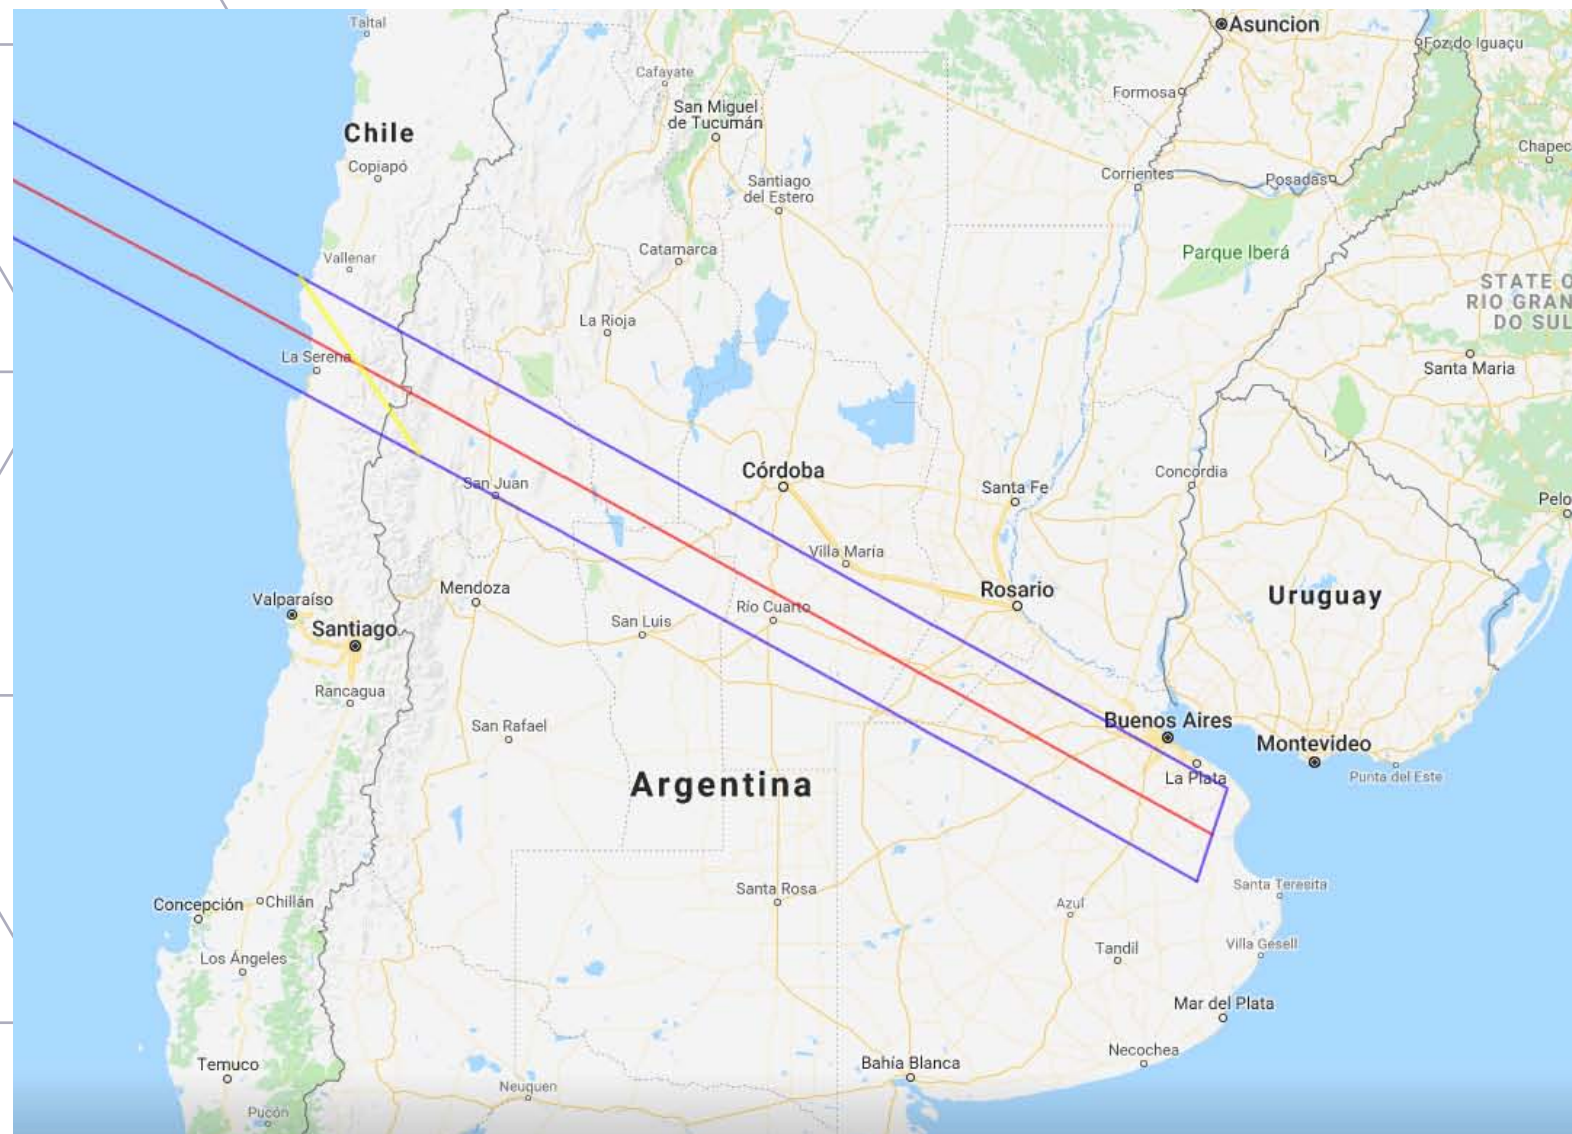 Taltal
Asuncion
Foz do Iguaçu
Cafayate
Formosa
San Miguel
de Tucumán
Chile
Chapec
Copiapó
Corrientes
Posadas
Santiago
del Estero
Catamarca
Parque Iberá
Vallenar
STATE O
RIO GRAN
DO SUL
La Rioja
La Serena
Santa Maria
Córdoba
Concordia
San Juan
Santa Fe
Pelo
Villa María
Mendoza
Rosario
Uruguay
Valparaíso
Río Cuarto
San Luis
Santiago
Rancagua
San Rafael
Buenos Aires
Montevideo
La Plata
Punta del Este
Argentina
Santa Rosa
Santa Teresita
Concepción
Chillán
Azul
Los Ángeles
Tandil
Villa Gesell
Mar del Plata
Temuco
Bahía Blanca
Necochea
Neuquen
Pucón